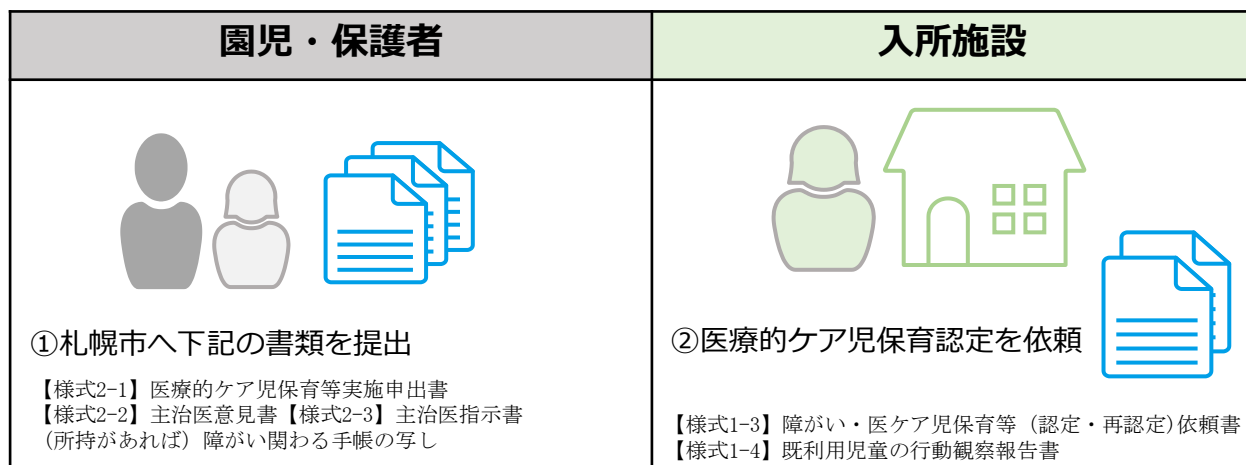 園児・保護者
入所施設
①札幌市へ下記の書類を提出
【様式2-1】医療的ケア児保育等実施申出書
【様式2-2】主治医意見書【様式2-3】主治医指示書
(所持があれば) 障がい関わる手帳の写し
②医療的ケア児保育認定を依頼
【様式1-3】障がい・医ケア児保育等 (認定・再認定)依頼書
【様式1-4】既利用児童の行動観察報告書